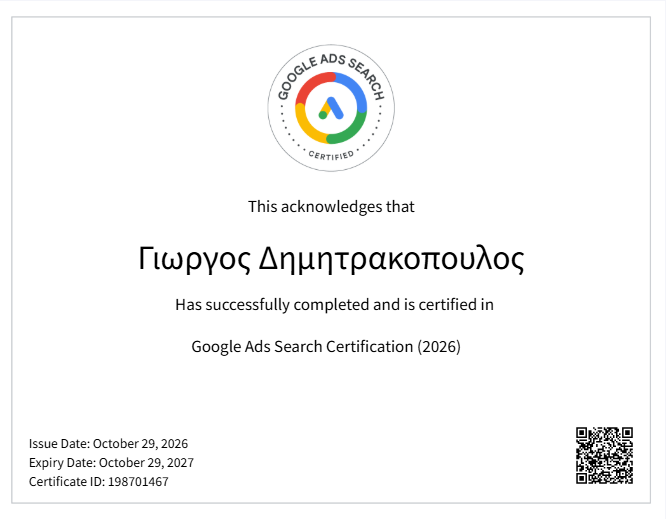 GOOGLE ADS SEARCH
CERTIFIED
This acknowledges that
Γιωργος Δημητρακοπουλος
Has successfully completed and is certified in
Google Ads Search Certification (2026)
Issue Date: October 29, 2026
Expiry Date: October 29, 2027
Certificate ID: 198701467